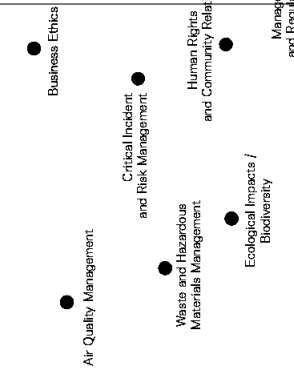 Business Ethics
Critical Incident
and Risk Management
Human Rights
and Community
Air Quality Management
Waste and Hazardous
Materials Management
Ecological Impacts /
Biodiversity